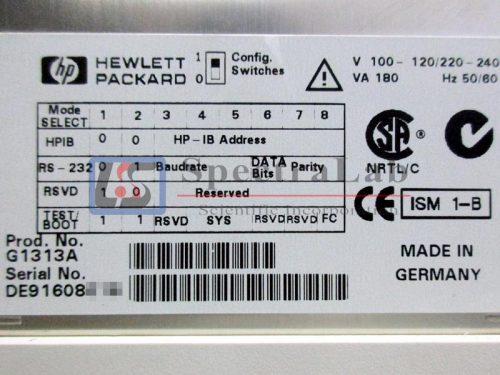 hp HEWLETT PACKARD
1 0 Config. Switches
V 100- 120/220-240
VA 180 Hz 50/60
Mode SELECT 1 2 3 4 5 6 7 8
HPIB 0 0 HP-IB Address
RS-232 0 1 Baudrate DATA Bits Parity
RSVD 1 0 Reserved
TEST/ BOOT 1 1 RSVD SYS RSVD RSVD FC
SpectraLab
Scientific Incorporated
SA ®
NRTL/C
CE ISM 1-B
Prod. No.
G1313A
Serial No.
DE91608
MADE IN
GERMANY